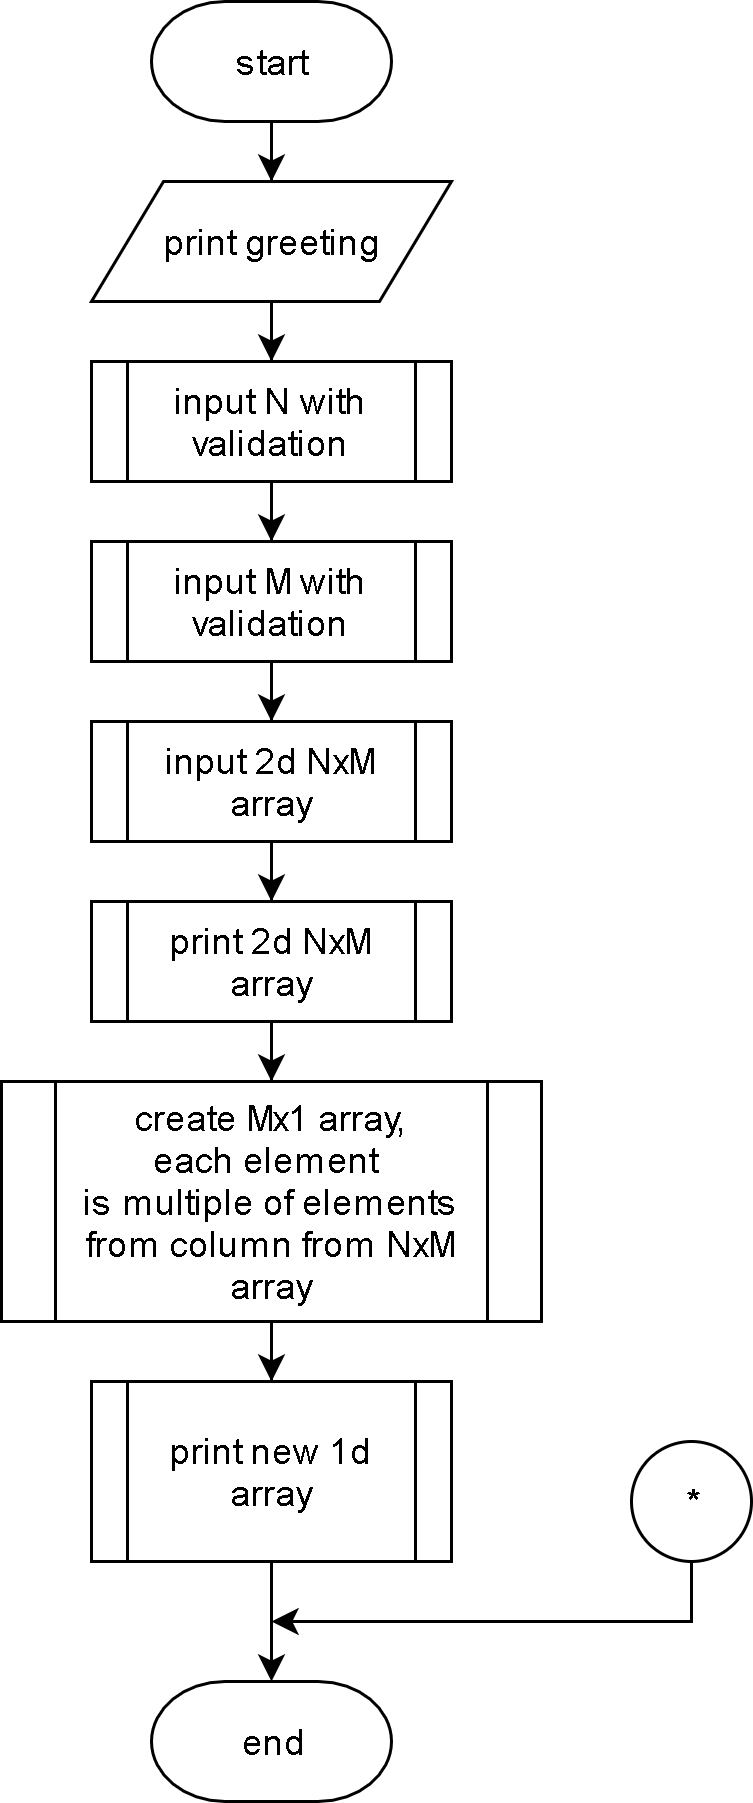 start
print greeting
input N with
validation
input M with
validation
input 2d NxM
array
print 2d NxM
array
create Mx1 array,
each element
is multiple of elements
from column from NxM
array
print new 1d
array
*
end